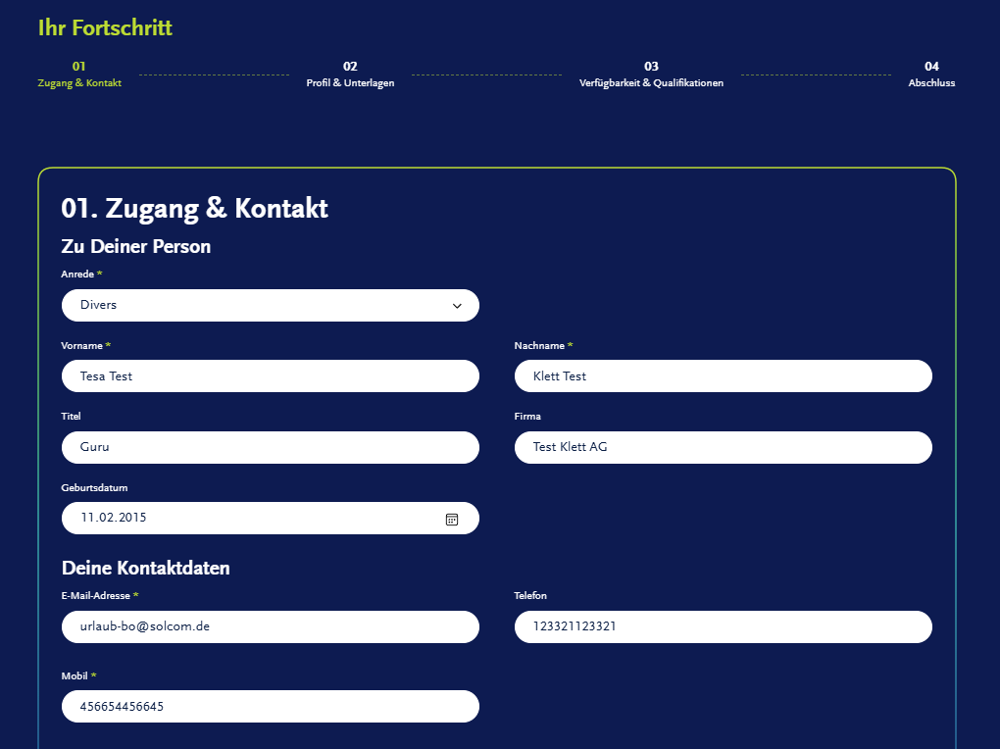 Ihr Fortschritt
01
Zugang & Kontakt
02
Profil & Unterlagen
03
Verfügbarkeit & Qualifikationen
04
Abschluss
01. Zugang & Kontakt
Zu Deiner Person
Anrede *
Divers
Vorname *
Nachname *
Tesa Test
Klett Test
Titel
Firma
Guru
Test Klett AG
Geburtsdatum
11.02.2015
Deine Kontaktdaten
E-Mail-Adresse *
Telefon
urlaub-bo@solcom.de
123321123321
Mobil *
456654456645